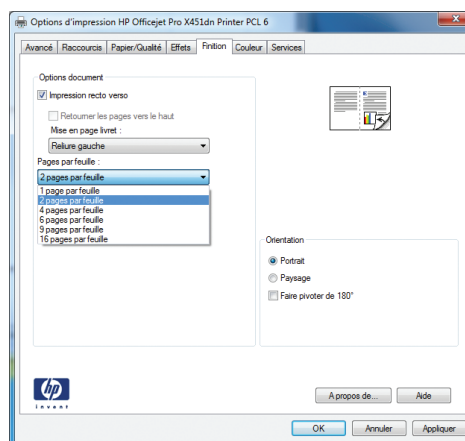 Options d'impression HP Officejet Pro X451dn Printer PCL 6
Avancé Raccourcis Papier/Qualité Effets Finition Couleur Services
Options document
Impression recto verso
Retourner les pages vers le haut
Mise en page livret :
Reliure gauche
Pages par feuille :
2 pages par feuille
1 page par feuille
2 pages par feuille
4 pages par feuille
6 pages par feuille
9 pages par feuille
16 pages par feuille
Orientation
Portrait
Paysage
Faire pivoter de 180°
hp
invent
A propos de... Aide
OK Annuler Appliquer